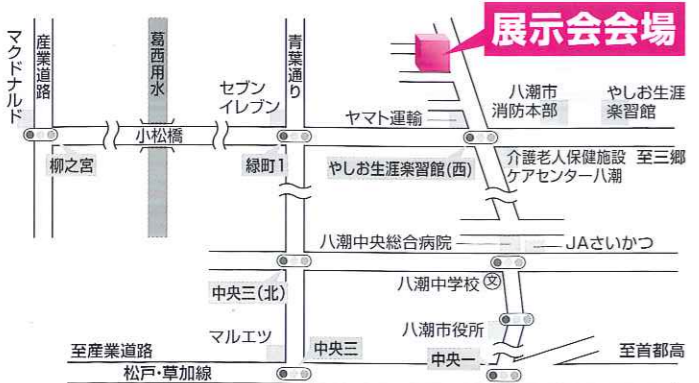 展示会会場
マクドナルド
産業道路
葛西用水
青葉通り
セブン
イレブン
ヤマト運輸
八潮市
消防本部
やしお生涯
楽習館
小松橋
柳之宮
緑町1
やしお生涯楽習館(西)
介護老人保健施設
ケアセンター八潮
至三郷
八潮中央総合病院
JAさいかつ
中央三(北)
八潮中学校
文
マルエツ
中央三
八潮市役所
中央一
至産業道路
至首都高
松戸・草加線